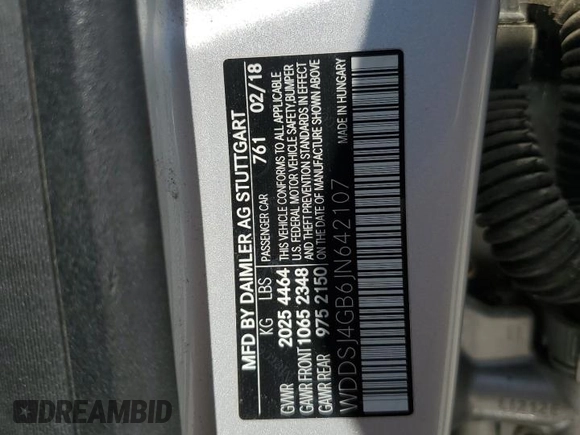 MFD BY DAIMLER AG STUTTGART
KG LBS PASSENGER CAR 761 02/18
GVWR 2025 4464
GAWR FRONT 1065 2348
GAWR REAR 975 2150
THIS VEHICLE CONFORMS TO ALL APPLICABLE
U.S. FEDERAL MOTOR VEHICLE SAFETY, BUMPER
AND THEFT PREVENTION STANDARDS IN EFFECT
ON THE DATE OF MANUFACTURE SHOWN ABOVE
WDDSJ4GB6JN642107 MADE IN HUNGARY
DREAMBID